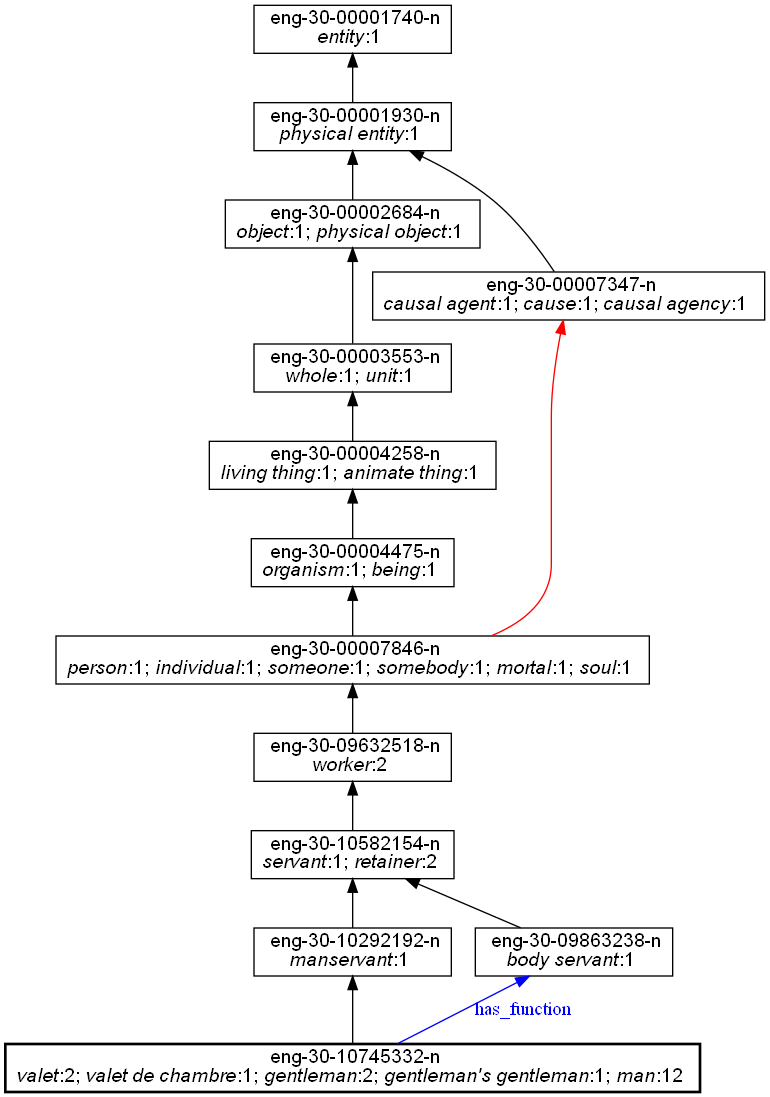 eng-30-00001740-n
entity:1
eng-30-00001930-n
physical entity:1
eng-30-00002684-n
object:1; physical object:1
eng-30-00007347-n
causal agent:1; cause:1; causal agency:1
eng-30-00003553-n
whole:1; unit:1
eng-30-00004258-n
living thing:1; animate thing:1
eng-30-00004475-n
organism:1; being:1
eng-30-00007846-n
person:1; individual:1; someone:1; somebody:1; mortal:1; soul:1
eng-30-09632518-n
worker:2
eng-30-10582154-n
servant:1; retainer:2
eng-30-10292192-n
manservant:1
eng-30-09863238-n
body servant:1
has_function
eng-30-10745332-n
valet:2; valet de chambre:1; gentleman:2; gentleman's gentleman:1; man:12